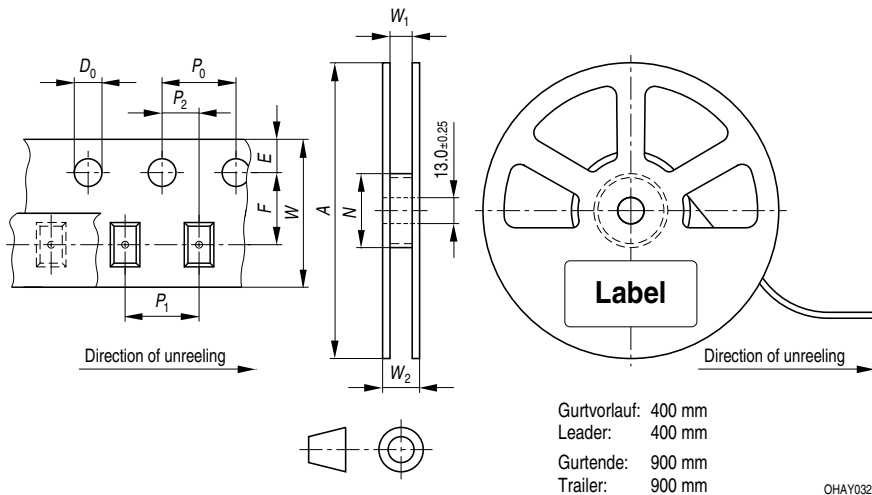 W1
D0
P0
P2
E
F
W
P1
Direction of unreeling
A
N
13.0±0.25
W2
Label
Direction of unreeling
Gurtvorlauf: 400 mm
Leader: 400 mm
Gurtende: 900 mm
Trailer: 900 mm
OHAY0324